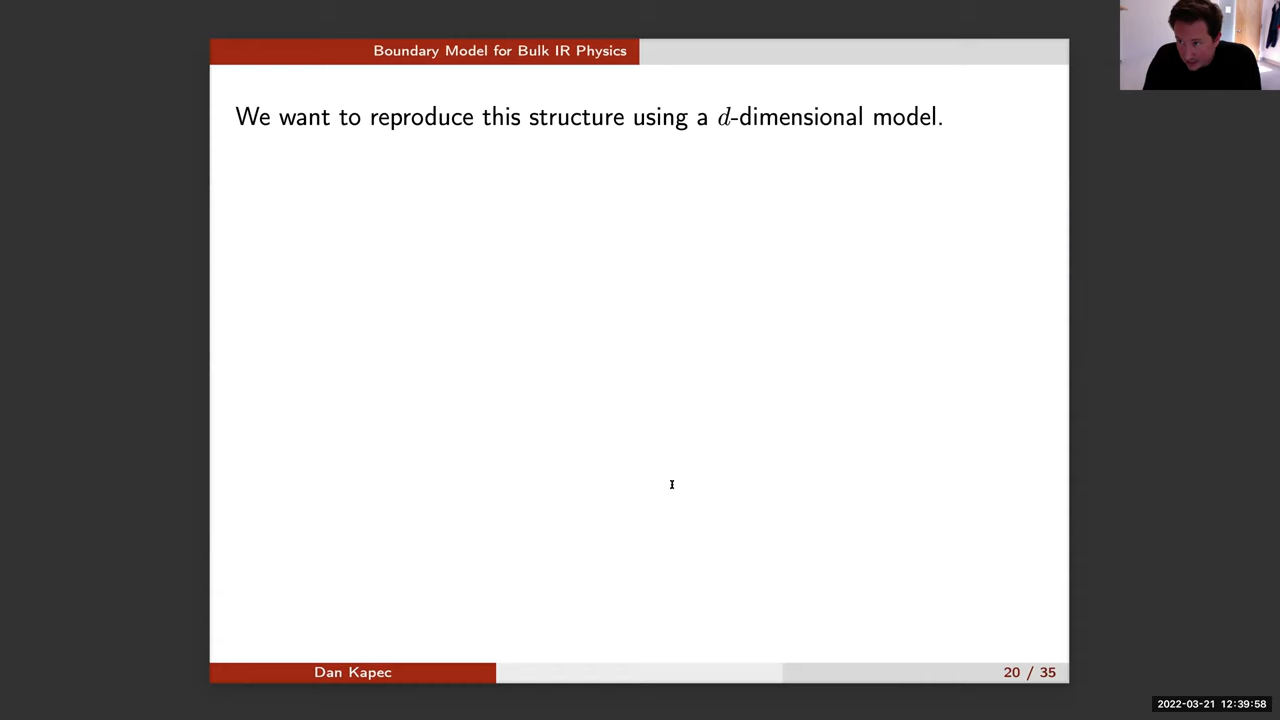 Boundary Model for Bulk IR Physics
We want to reproduce this structure using a d-dimensional model.
Dan Kapec
20 / 35
2022-03-21 12:39:58